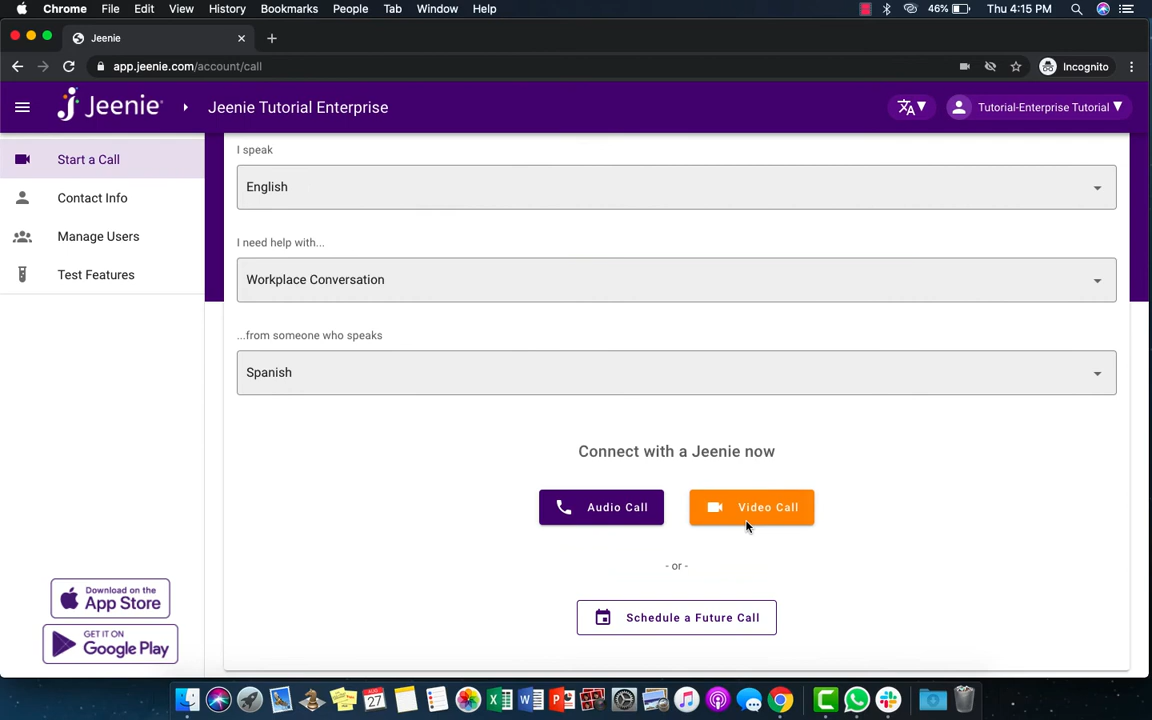 Chrome File Edit View History Bookmarks People Tab Window Help 46% Thu 4:15 PM
Jeenie
app.jeenie.com/account/call Incognito
Jeenie Jeenie Tutorial Enterprise Tutorial-Enterprise Tutorial
Start a Call
Contact Info
Manage Users
Test Features
I speak
English
I need help with...
Workplace Conversation
...from someone who speaks
Spanish
Connect with a Jeenie now
Audio Call Video Call
- or -
Schedule a Future Call
Download on the
App Store
GET IT ON
Google Play
AUG
27